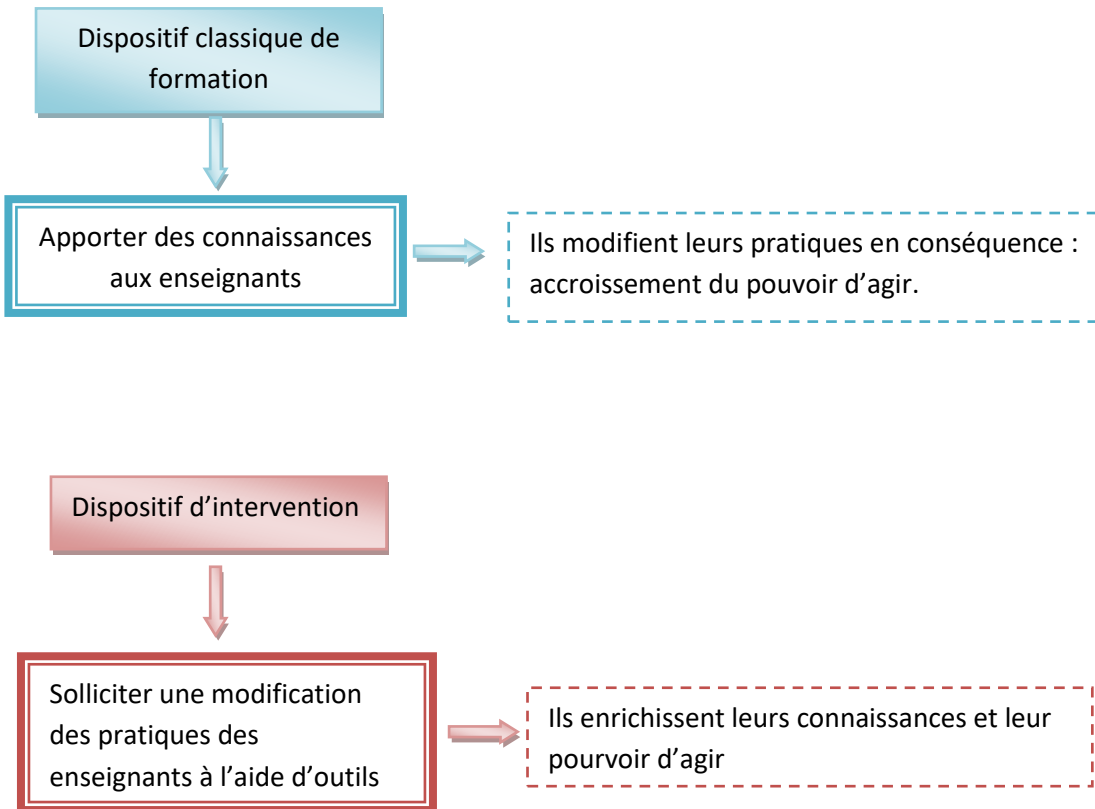 Dispositif classique de
formation
Apporter des connaissances
aux enseignants
Ils modifient leurs pratiques en conséquence :
accroissement du pouvoir d’agir.
Dispositif d’intervention
Solliciter une modification
des pratiques des
enseignants à l’aide d’outils
Ils enrichissent leurs connaissances et leur
pourvoir d’agir